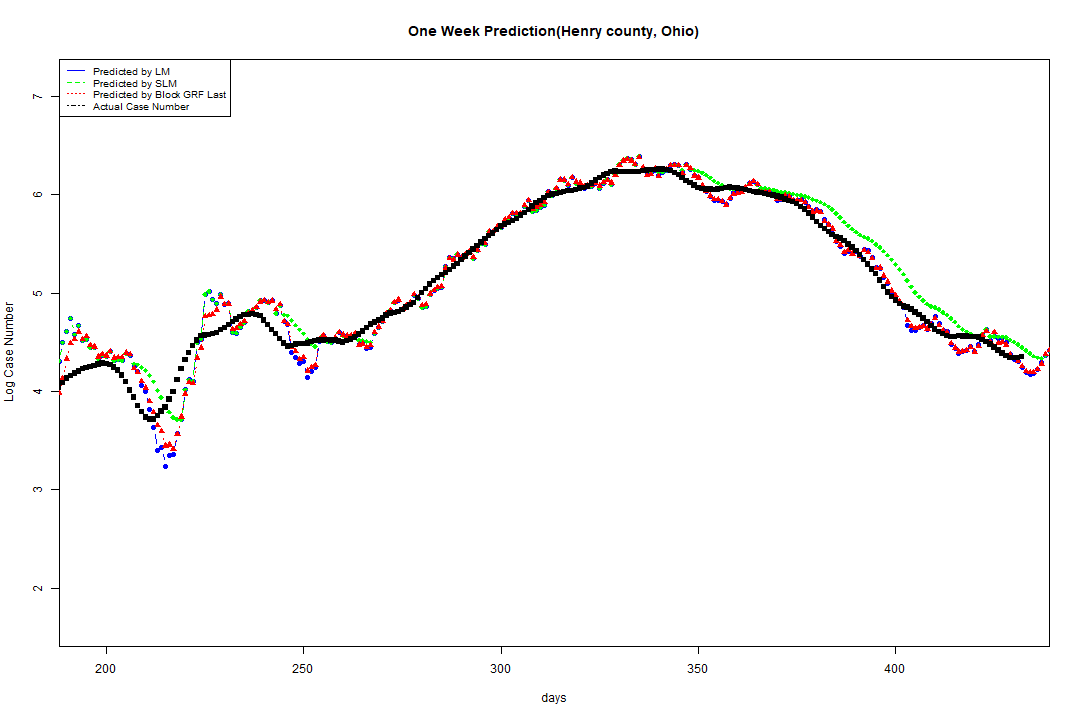 One Week Prediction(Henry county, Ohio)
Predicted by LM
Predicted by SLM
Predicted by Block GRF Last
Actual Case Number
7
6
5
4
3
2
Log Case Number
200 250 300 350 400
days